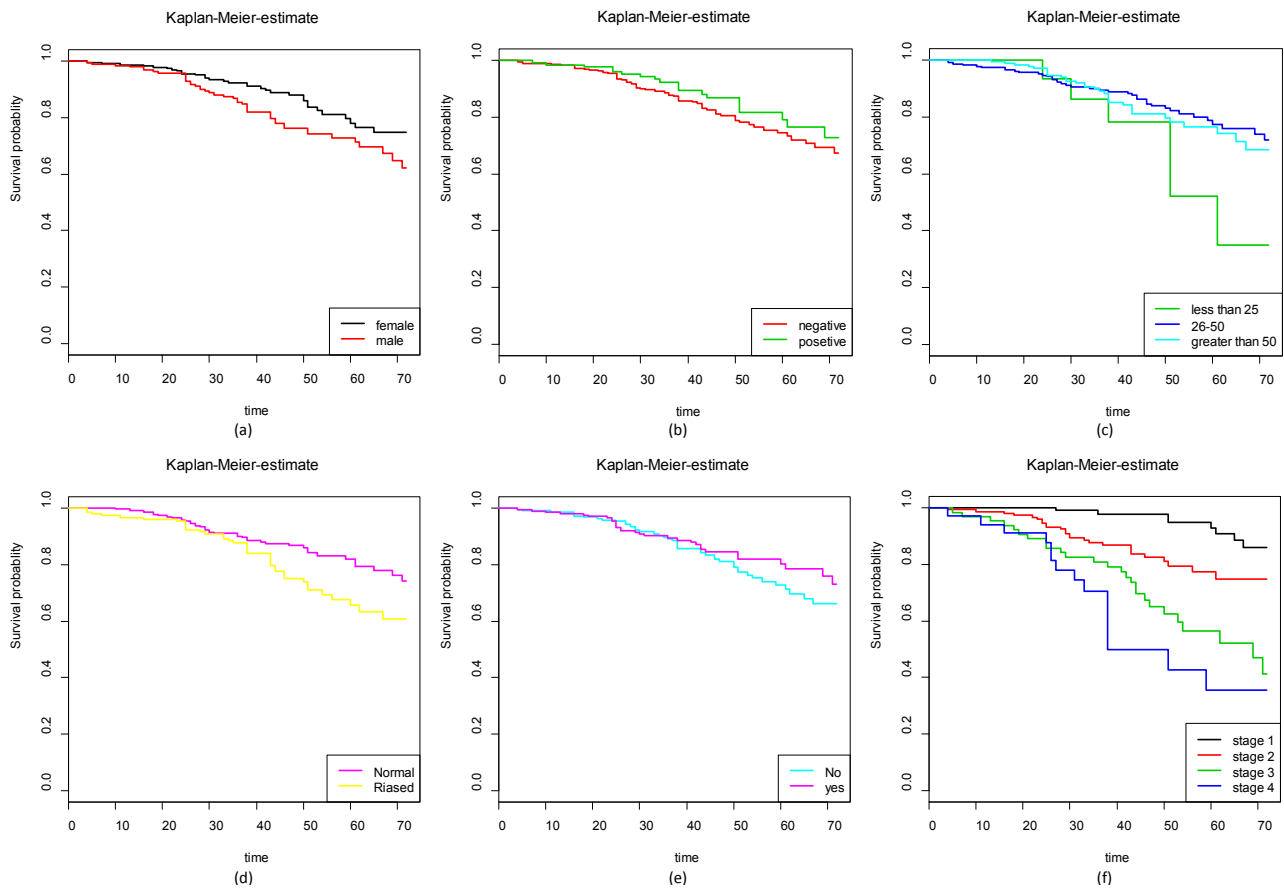 Kaplan-Meier-estimate
Survival probablity
1.0
0.8
0.6
0.4
0.2
0.0
female
male
0 10 20 30 40 50 60 70
time
(a)
Kaplan-Meier-estimate
Survival probablity
1.0
0.8
0.6
0.4
0.2
0.0
negative
posetive
0 10 20 30 40 50 60 70
time
(b)
Kaplan-Meier-estimate
Survival probablity
1.0
0.8
0.6
0.4
0.2
0.0
less than 25
26-50
greater than 50
0 10 20 30 40 50 60 70
time
(c)
Kaplan-Meier-estimate
Survival probablity
1.0
0.8
0.6
0.4
0.2
0.0
Normal
Riased
0 10 20 30 40 50 60 70
time
(d)
Kaplan-Meier-estimate
Survival probablity
1.0
0.8
0.6
0.4
0.2
0.0
No
yes
0 10 20 30 40 50 60 70
time
(e)
Kaplan-Meier-estimate
Survival probablity
1.0
0.8
0.6
0.4
0.2
0.0
stage 1
stage 2
stage 3
stage 4
0 10 20 30 40 50 60 70
time
(f)